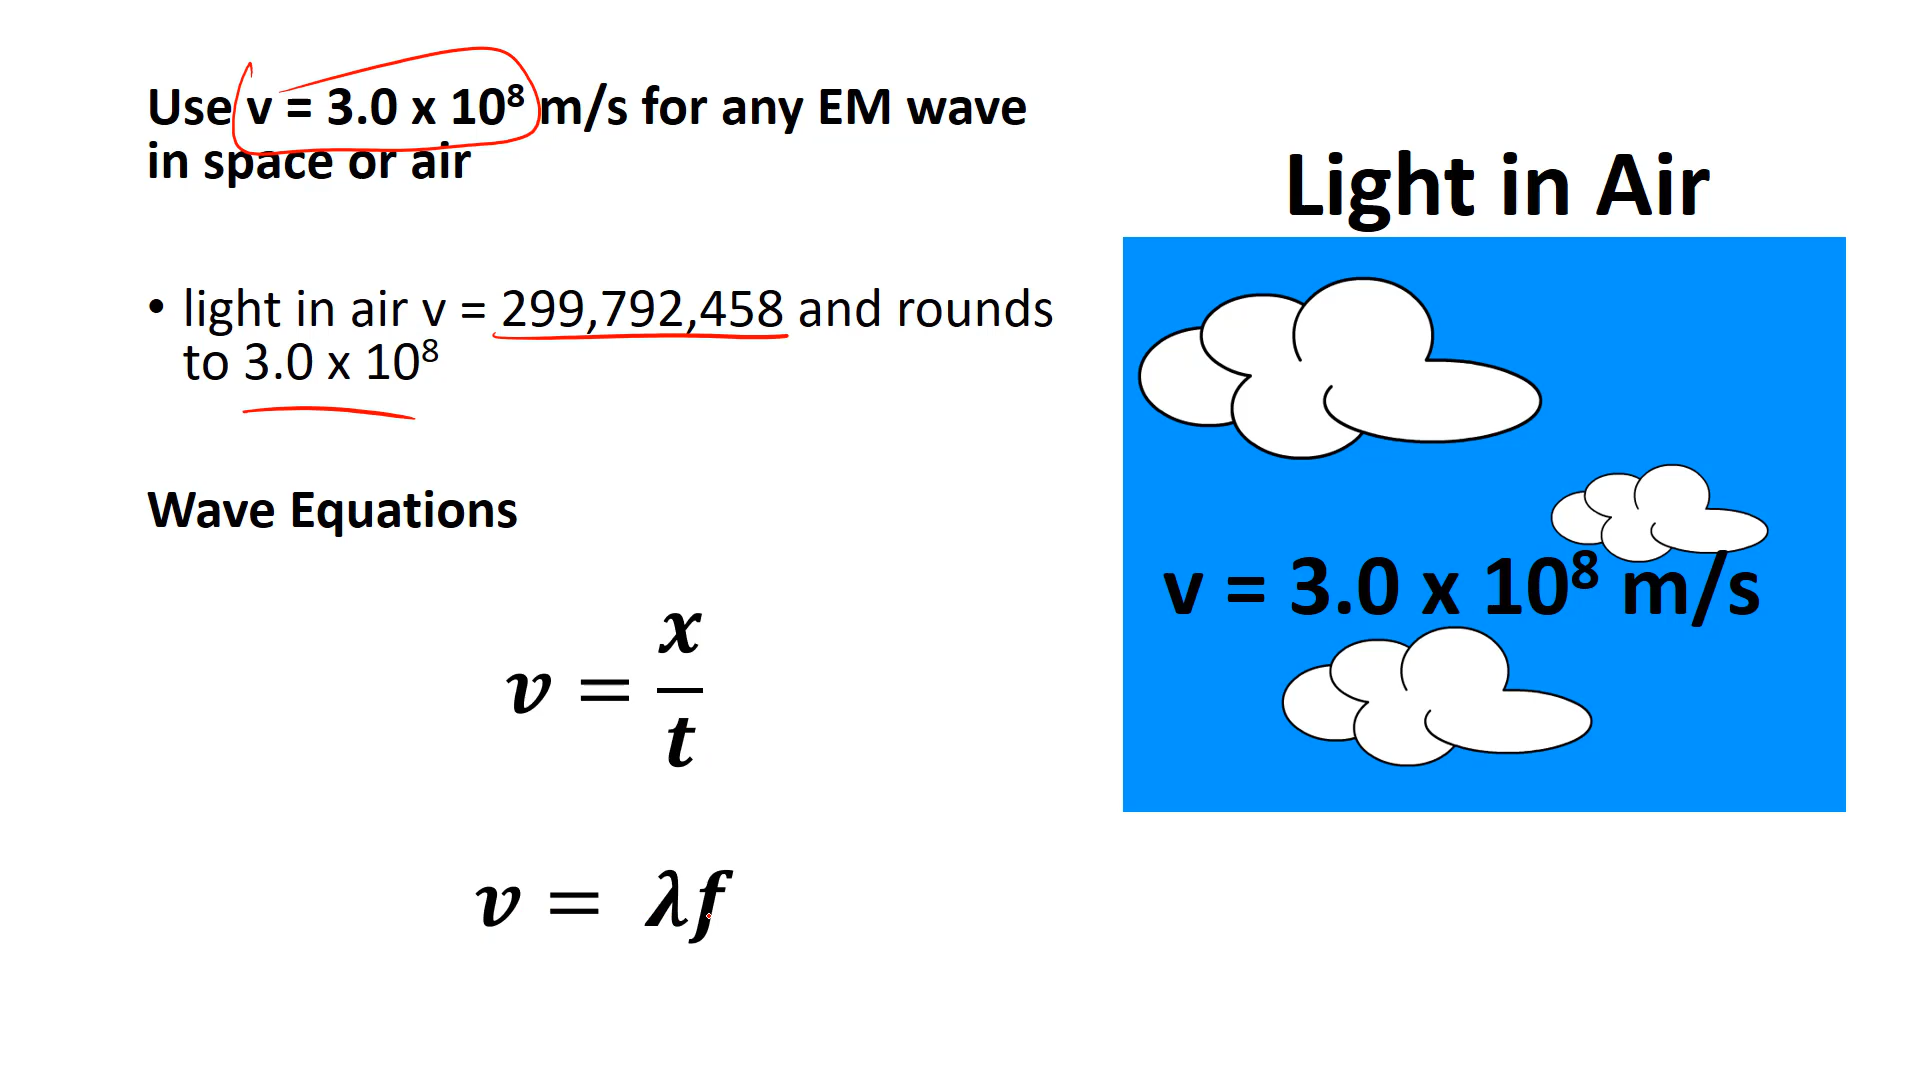 Use v = 3.0 x 10⁸ m/s for any EM wave
in space or air
• light in air v = 299,792,458 and rounds
to 3.0 x 10⁸
Wave Equations
v = x/t
v = λf
Light in Air
v = 3.0 x 10⁸ m/s